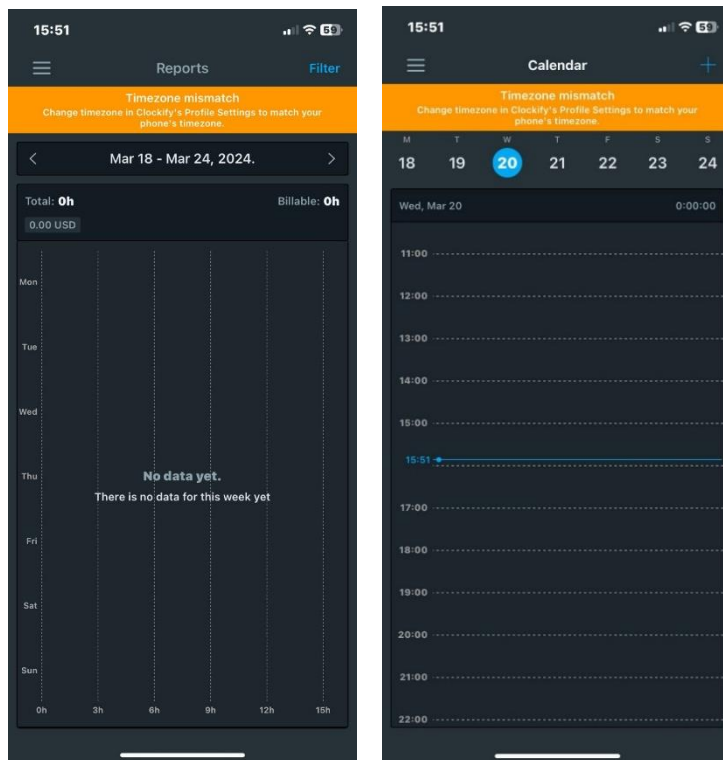 15:51
59
Reports
Filter
Timezone mismatch
Change timezone in Clockify's Profile Settings to match your
phone's timezone.
Mar 18 - Mar 24, 2024.
Total: 0h
Billable: 0h
0.00 USD
Mon
Tue
Wed
Thu
No data yet.
There is no data for this week yet
Fri
Sat
Sun
0h 3h 6h 9h 12h 15h
15:51
59
Calendar
Timezone mismatch
Change timezone in Clockify's Profile Settings to match your
phone's timezone.
M T W T F S S
18 19 20 21 22 23 24
Wed, Mar 20 0:00:00
11:00
12:00
13:00
14:00
15:00
15:51
17:00
18:00
19:00
20:00
21:00
22:00